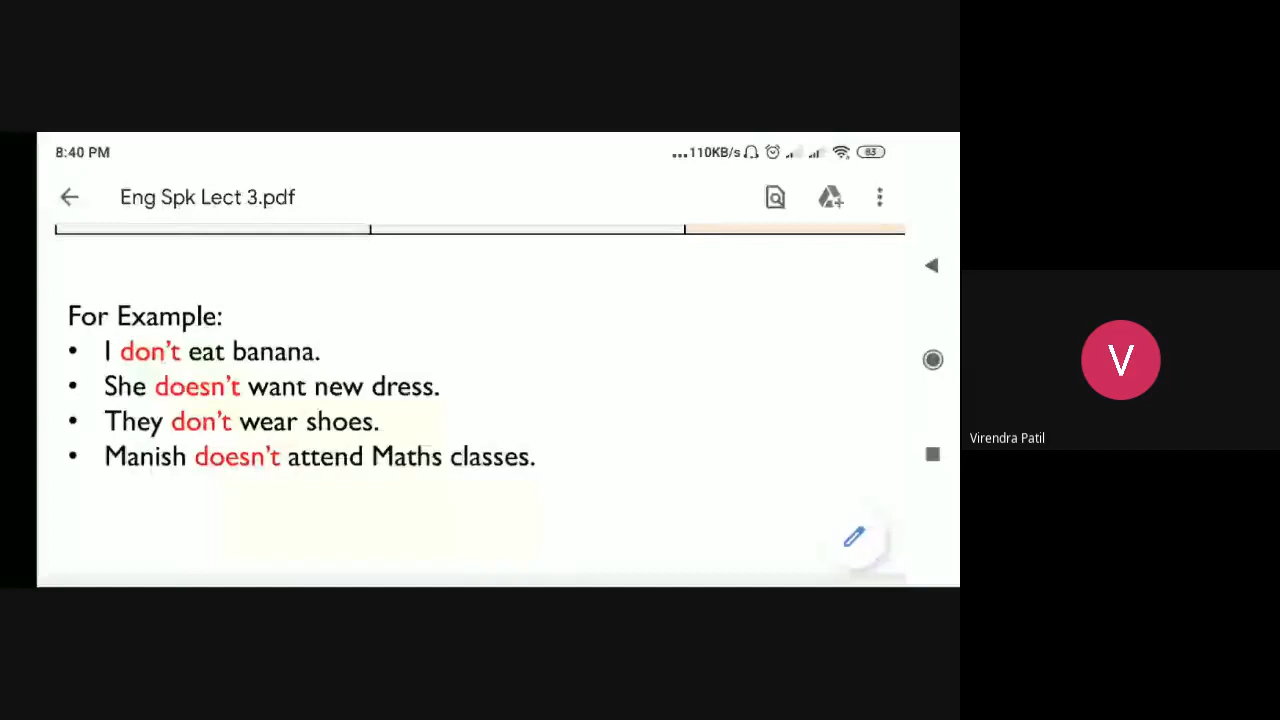 8:40 PM
...110KB/s
83
Eng Spk Lect 3.pdf
For Example:
• I don't eat banana.
• She doesn't want new dress.
• They don't wear shoes.
• Manish doesn't attend Maths classes.
V
Virendra Patil